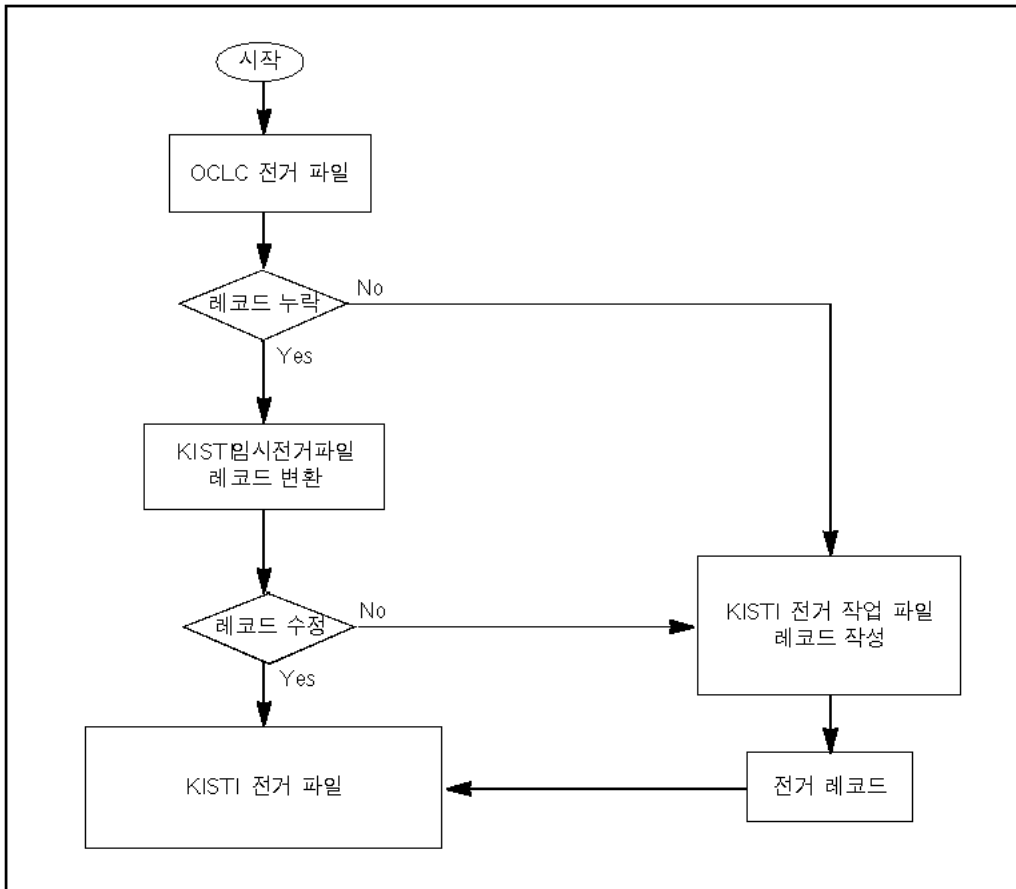 시작
OCLC 전거 파일
레코드 누락
No
Yes
KISTI임시전거파일
레코드 변환
레코드 수정
No
Yes
KISTI 전거 작업 파일
레코드 작성
KISTI 전거 파일
전거 레코드